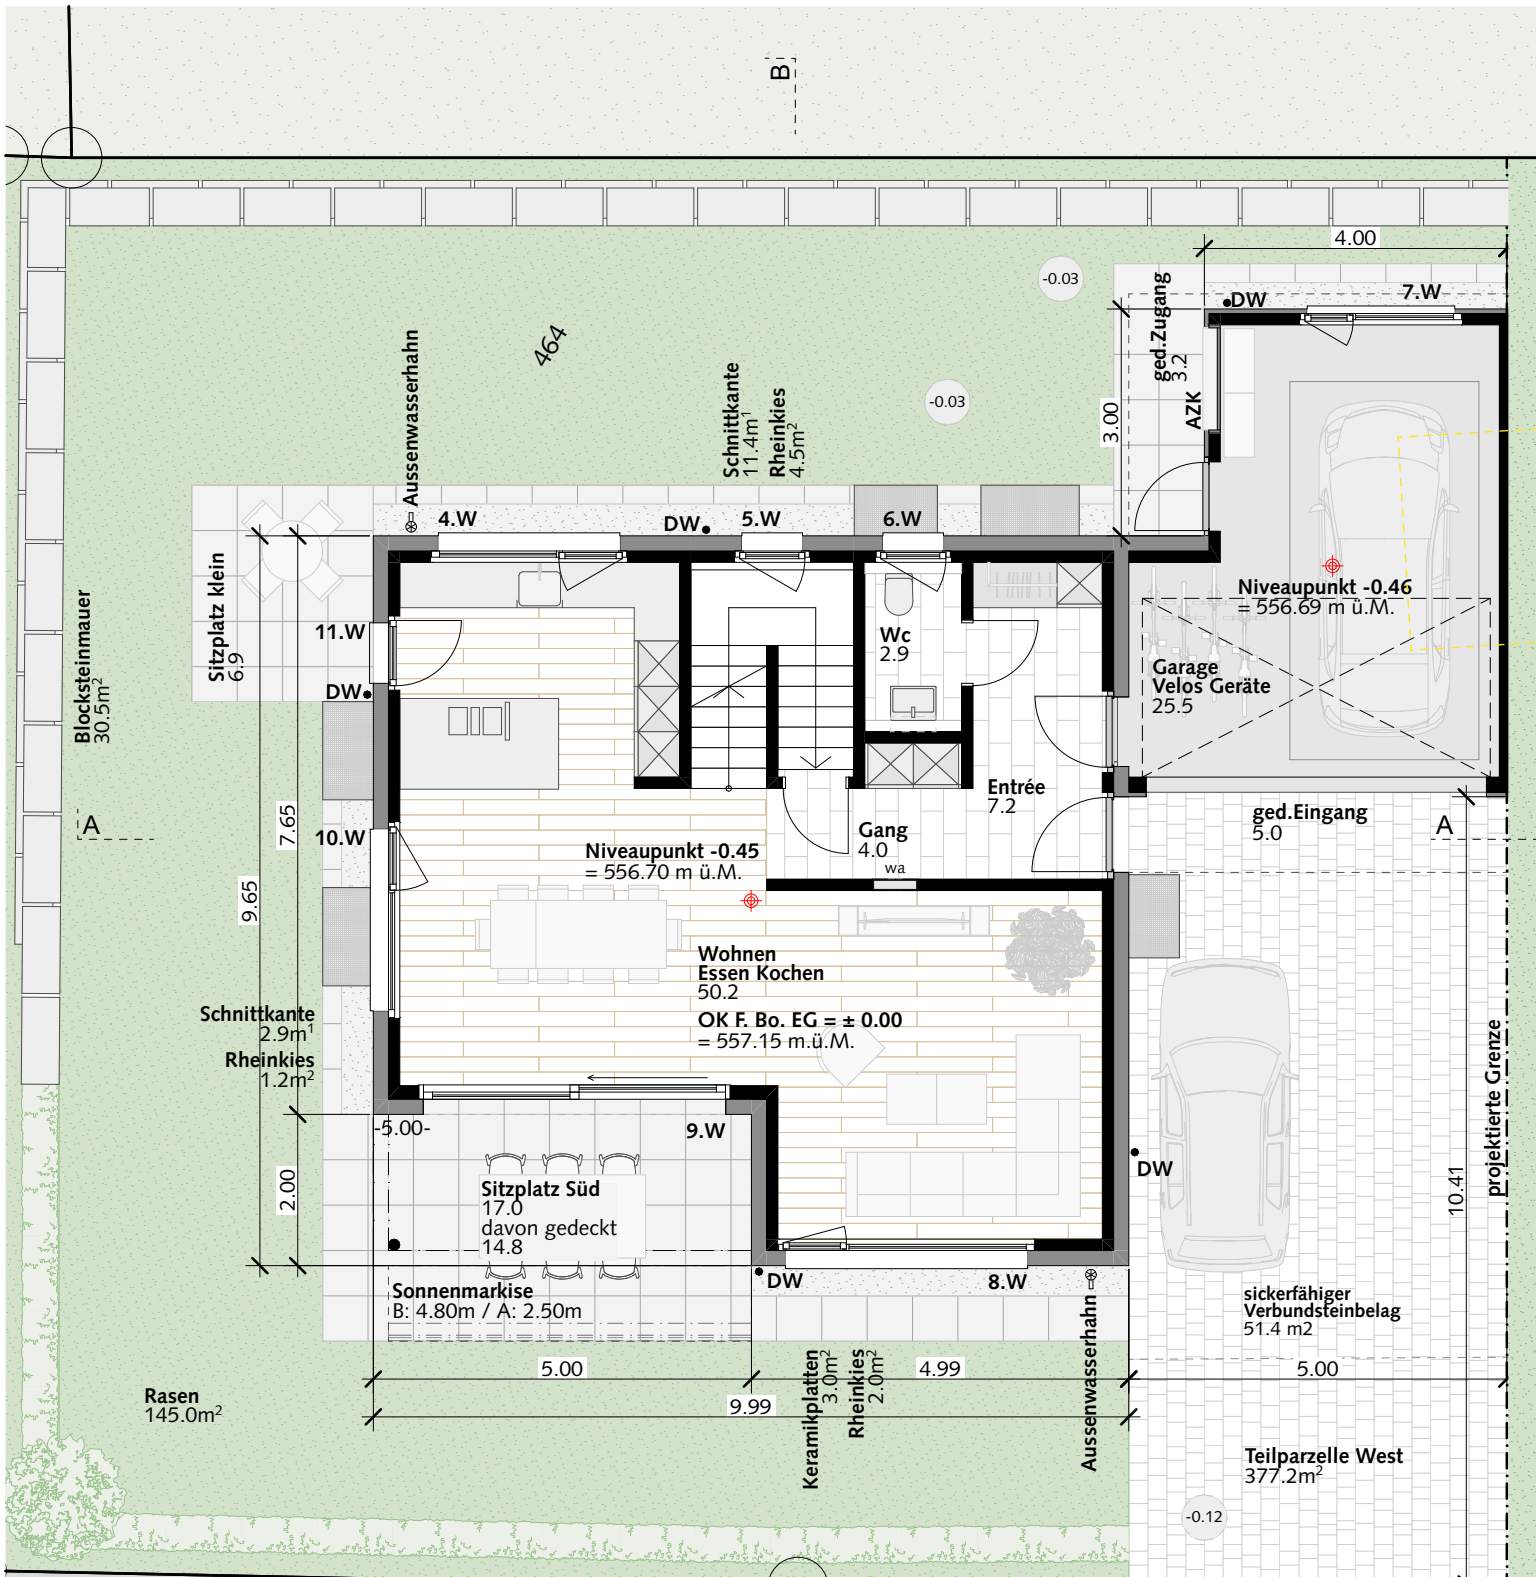 B
4.00
-0.03
ged.Zugang
3.2
DW
7.W
464
Aussenwasserhahn
Schnittkante
11.4m¹
Rheinkies
4.5m²
-0.03
3.00
AZK
4.W
DW
5.W
6.W
Sitzplatz klein
6.9
Blocksteinmauer
30.5m²
11.W
DW
Wc
2.9
Niveaupunkt -0.46
= 556.69 m ü.M.
Garage
Velos Geräte
25.5
Entrée
7.2
A
7.65
10.W
Gang
4.0
wa
ged.Eingang
5.0
A
Niveaupunkt -0.45
= 556.70 m ü.M.
9.65
Wohnen
Essen Kochen
50.2
OK F. Bo. EG = ± 0.00
= 557.15 m.ü.M.
Schnittkante
2.9m¹
Rheinkies
1.2m²
projektierte Grenze
-5.00-
9.W
2.00
Sitzplatz Süd
17.0
davon gedeckt
14.8
DW
10.41
Sonnenmarkise
B: 4.80m / A: 2.50m
DW
8.W
Aussenwasserhahn
sickerfähiger
Verbundsteinbelag
51.4 m2
5.00
4.99
5.00
9.99
Keramikplatten
3.0m²
Rheinkies
2.0m²
Rasen
145.0m²
Teilparzelle West
377.2m²
-0.12